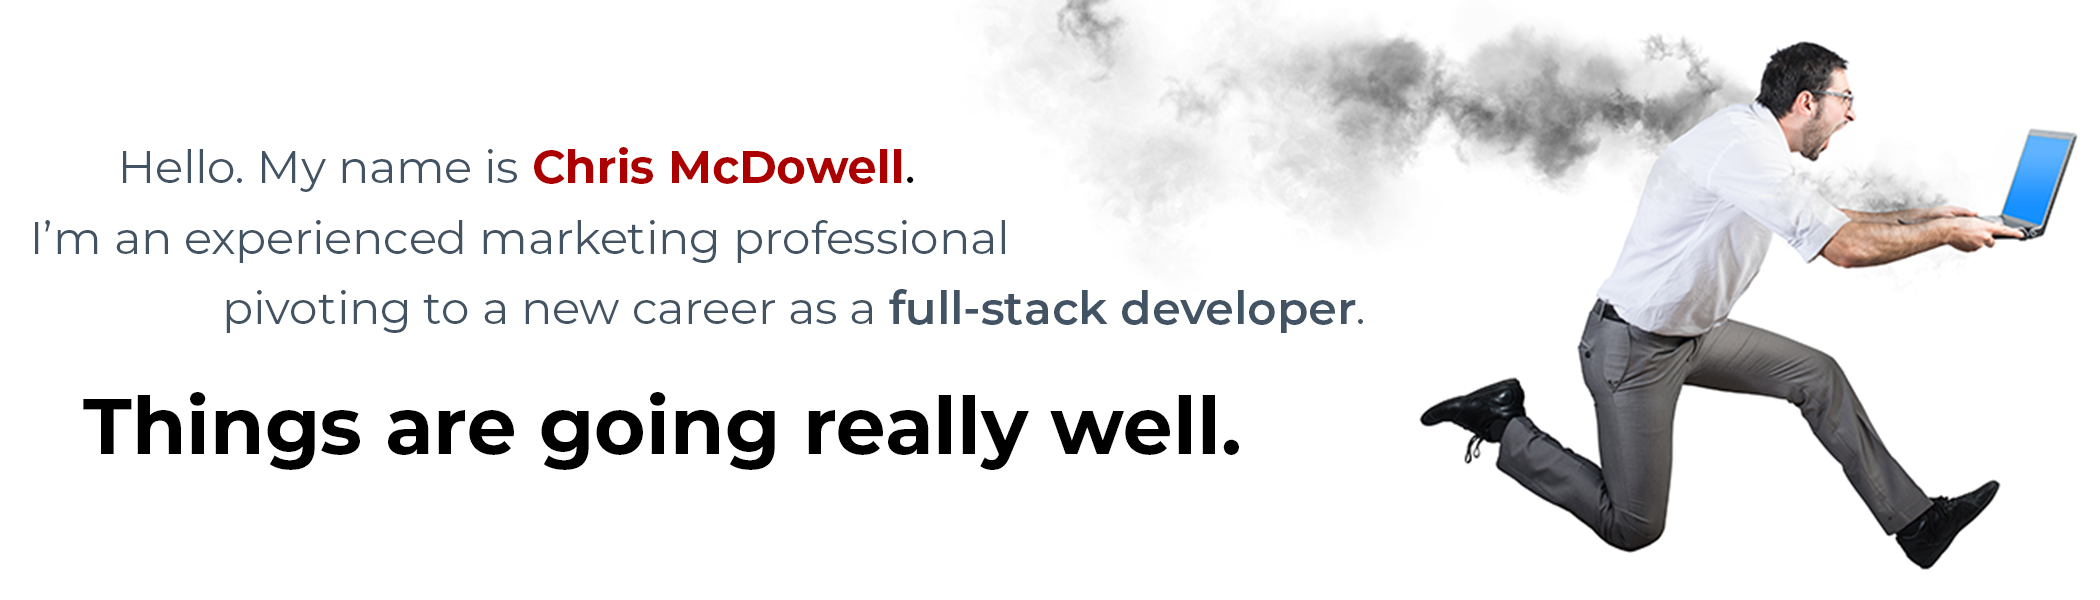 Hello. My name is Chris McDowell.
I’m an experienced marketing professional
pivoting to a new career as a full-stack developer.
Things are going really well.